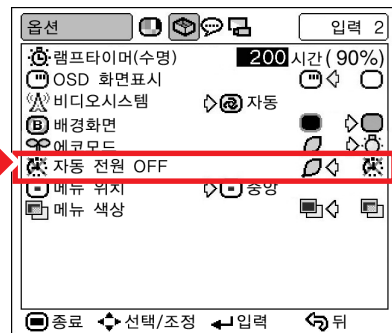 옵션 입력 2
램프타이머(수명) 200 시간 ( 90%)
OSD 화면표시
비디오시스템 자동
B 배경화면
에코모드
자동 전원 OFF
메뉴 위치 중앙
메뉴 색상
종료 선택/조정 입력 뒤